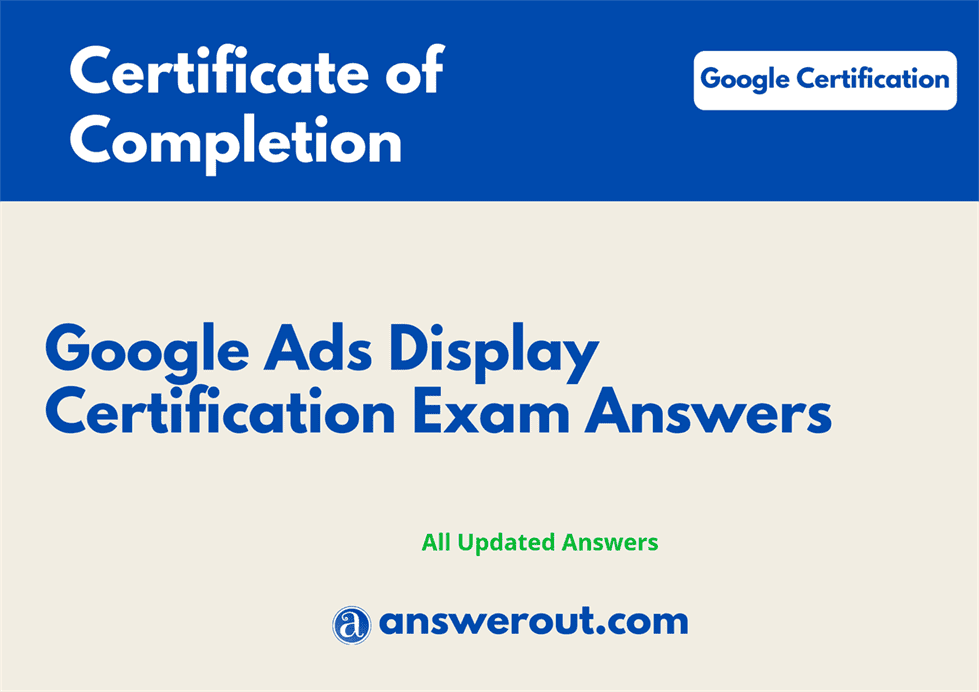 Certificate of
Completion
Google Certification
Google Ads Display
Certification Exam Answers
All Updated Answers
a answerout.com